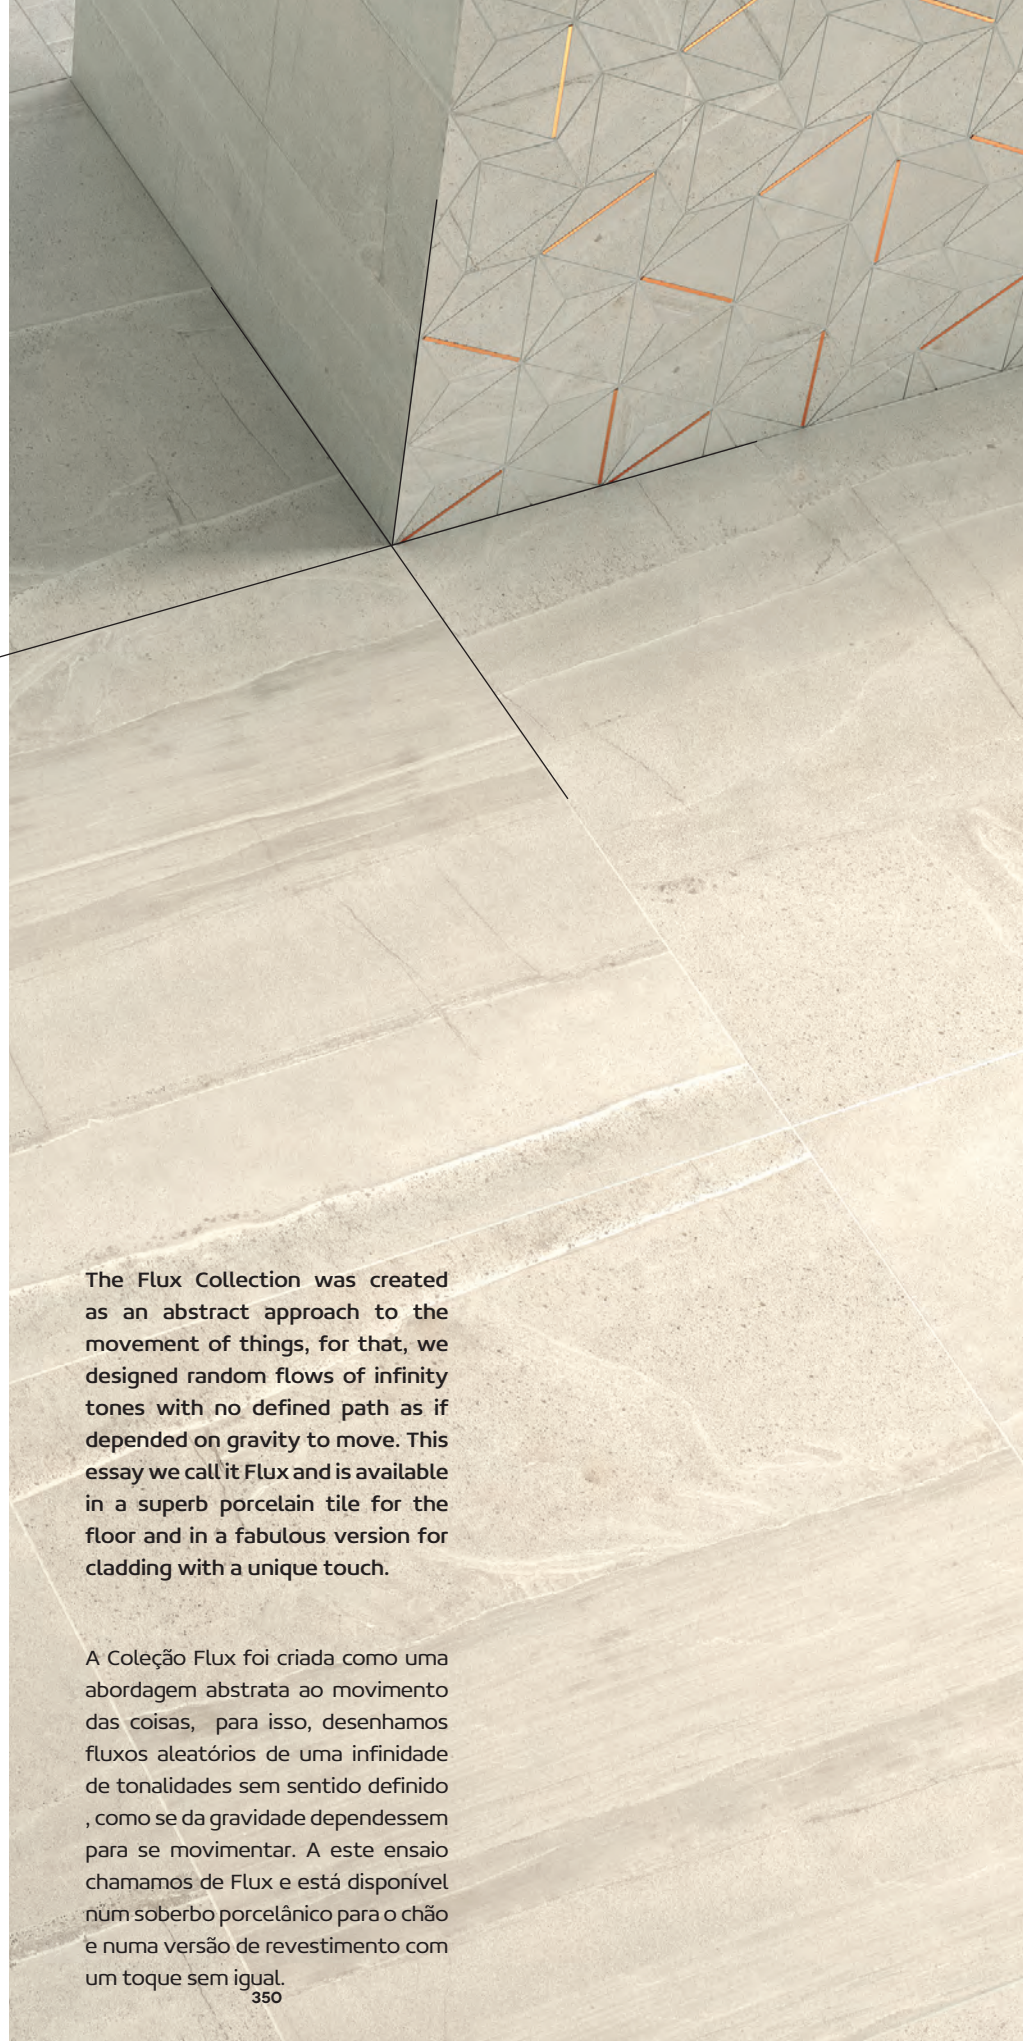 The Flux Collection was created
as an abstract approach to the
movement of things, for that, we
designed random flows of infinity
tones with no defined path as if
depended on gravity to move. This
essay we call it Flux and is available
in a superb porcelain tile for the
floor and in a fabulous version for
cladding with a unique touch.
A Coleção Flux foi criada como uma
abordagem abstrata ao movimento
das coisas, para isso, desenhamos
fluxos aleatórios de uma infinidade
de tonalidades sem sentido definido
, como se da gravidade dependessem
para se movimentar. A este ensaio
chamamos de Flux e está disponível
num soberbo porcelânico para o chão
e numa versão de revestimento com
um toque sem igual.
350